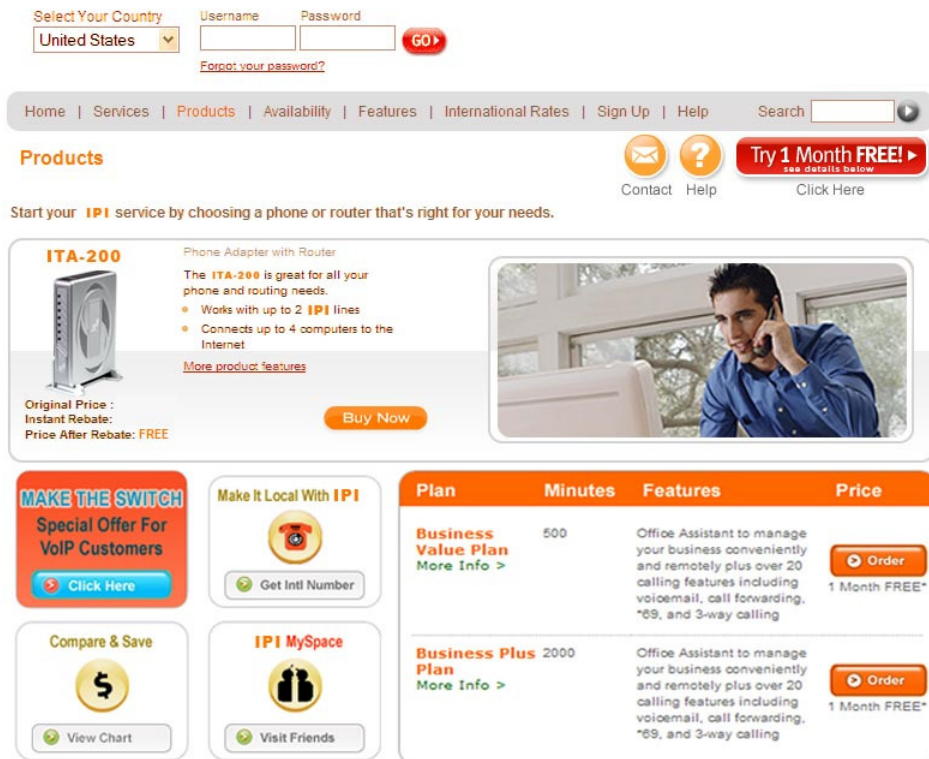 Select Your Country
Username Password
United States
GO
Forgot your password?
Home | Services | Products | Availability | Features | International Rates | Sign Up | Help Search
Products
Try 1 Month FREE!
see details below
Contact Help Click Here
Start your IPI service by choosing a phone or router that's right for your needs.
ITA-200
Phone Adapter with Router
The ITA-200 is great for all your
phone and routing needs.
Works with up to 2 IPI lines
Connects up to 4 computers to the
Internet
More product features
Original Price :
Instant Rebate:
Price After Rebate: FREE
Buy Now
MAKE THE SWITCH
Special Offer For
VoIP Customers
Click Here
Make It Local With IPI
Get Intl Number
Compare & Save
$
View Chart
IPI MySpace
Visit Friends
Plan Minutes Features Price
Business
Value Plan
More Info >
500
Office Assistant to manage
your business conveniently
and remotely plus over 20
calling features including
voicemail, call forwarding,
*69, and 3-way calling
Order
1 Month FREE*
Business Plus
Plan
More Info >
2000
Office Assistant to manage
your business conveniently
and remotely plus over 20
calling features including
voicemail, call forwarding,
*69, and 3-way calling
Order
1 Month FREE*